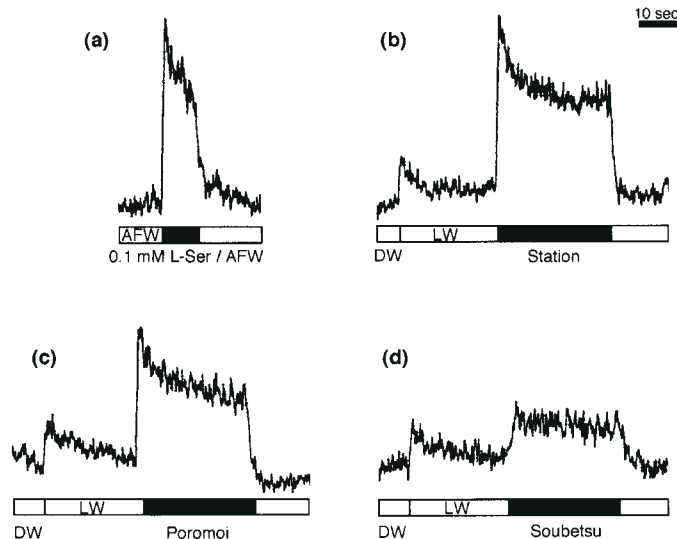 10 sec
(a)
(b)
AFW
0.1 mM L-Ser / AFW
LW
DW Station
(c)
(d)
LW
DW Poromoi
LW
DW Soubetsu